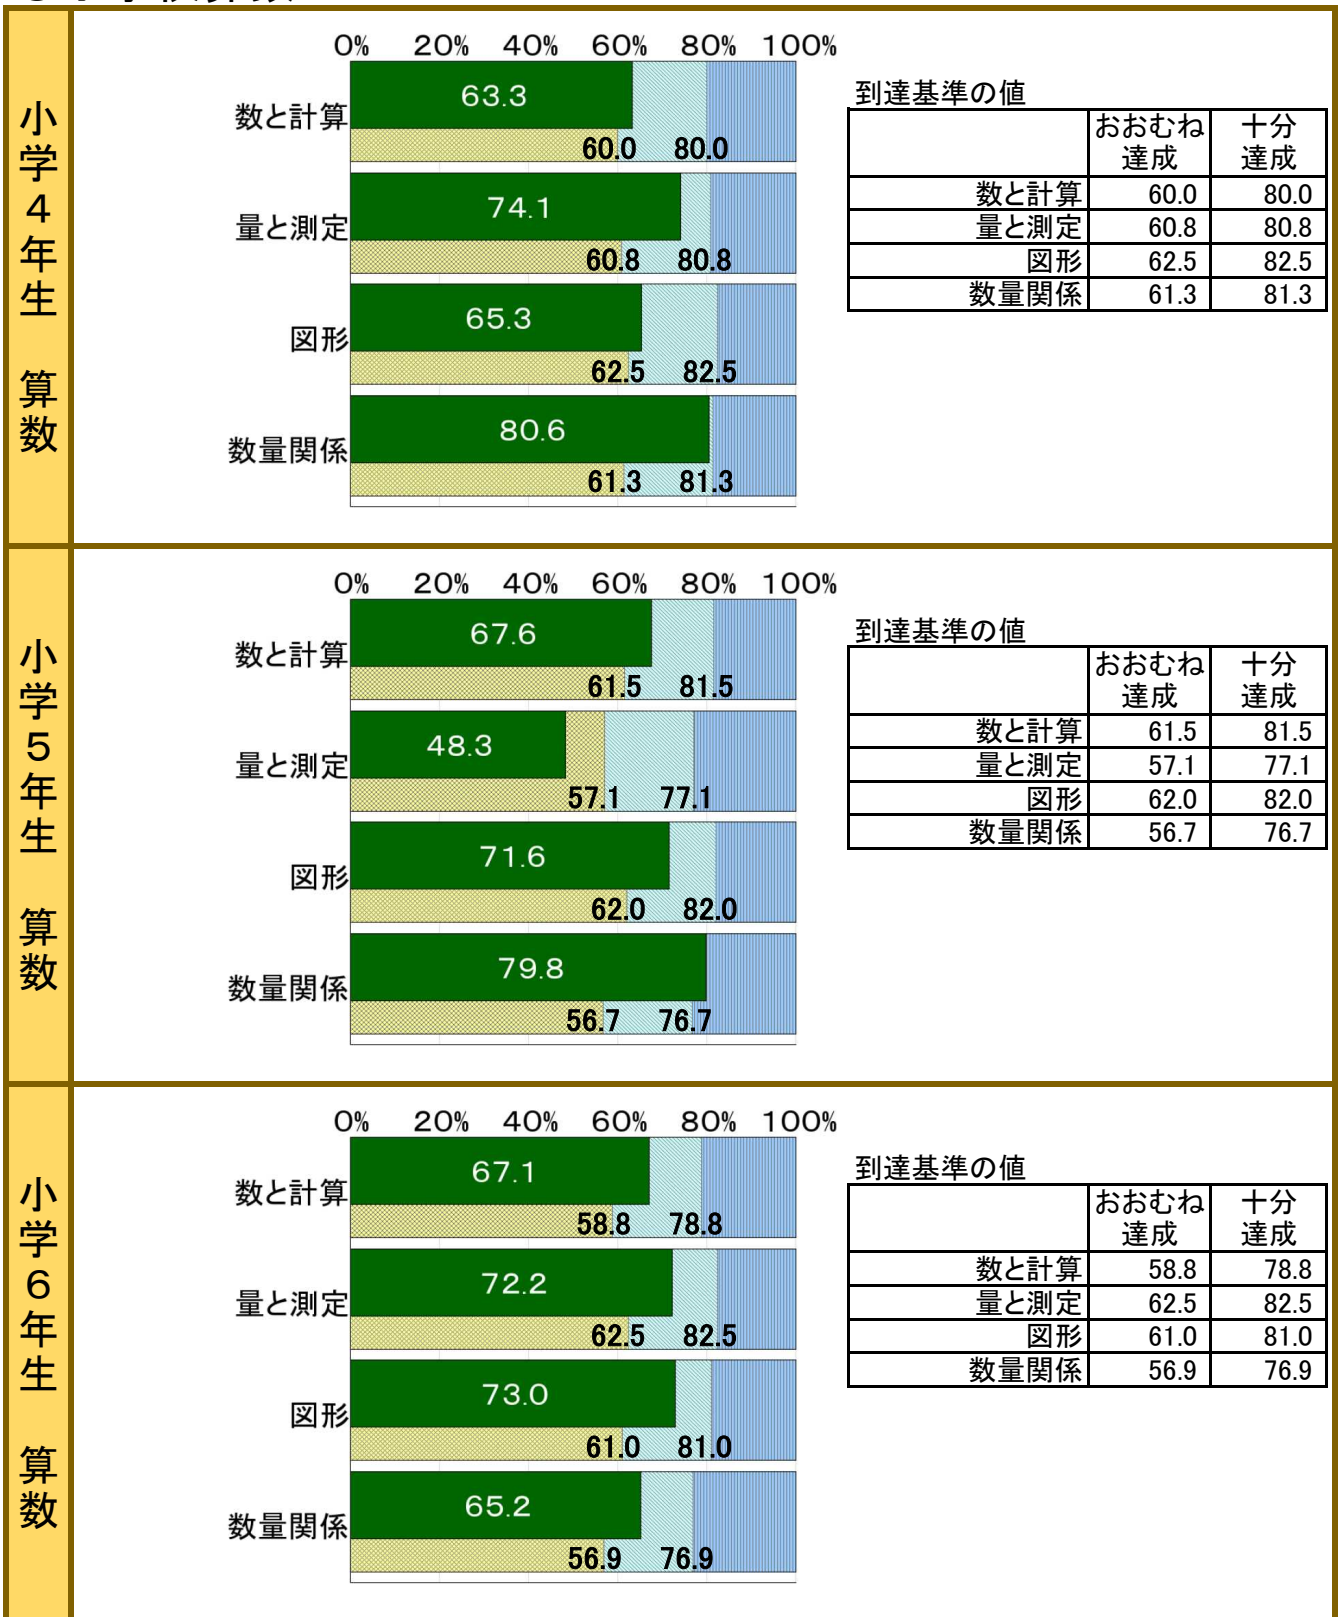 小学4年生 算数
0% 20% 40% 60% 80% 100%
数と計算 63.3
60.0 80.0
量と測定 74.1
60.8 80.8
図形 65.3
62.5 82.5
数量関係 80.6
61.3 81.3
到達基準の値
おおむね達成 十分達成
数と計算 60.0 80.0
量と測定 60.8 80.8
図形 62.5 82.5
数量関係 61.3 81.3
小学5年生 算数
0% 20% 40% 60% 80% 100%
数と計算 67.6
61.5 81.5
量と測定 48.3
57.1 77.1
図形 71.6
62.0 82.0
数量関係 79.8
56.7 76.7
到達基準の値
おおむね達成 十分達成
数と計算 61.5 81.5
量と測定 57.1 77.1
図形 62.0 82.0
数量関係 56.7 76.7
小学6年生 算数
0% 20% 40% 60% 80% 100%
数と計算 67.1
58.8 78.8
量と測定 72.2
62.5 82.5
図形 73.0
61.0 81.0
数量関係 65.2
56.9 76.9
到達基準の値
おおむね達成 十分達成
数と計算 58.8 78.8
量と測定 62.5 82.5
図形 61.0 81.0
数量関係 56.9 76.9